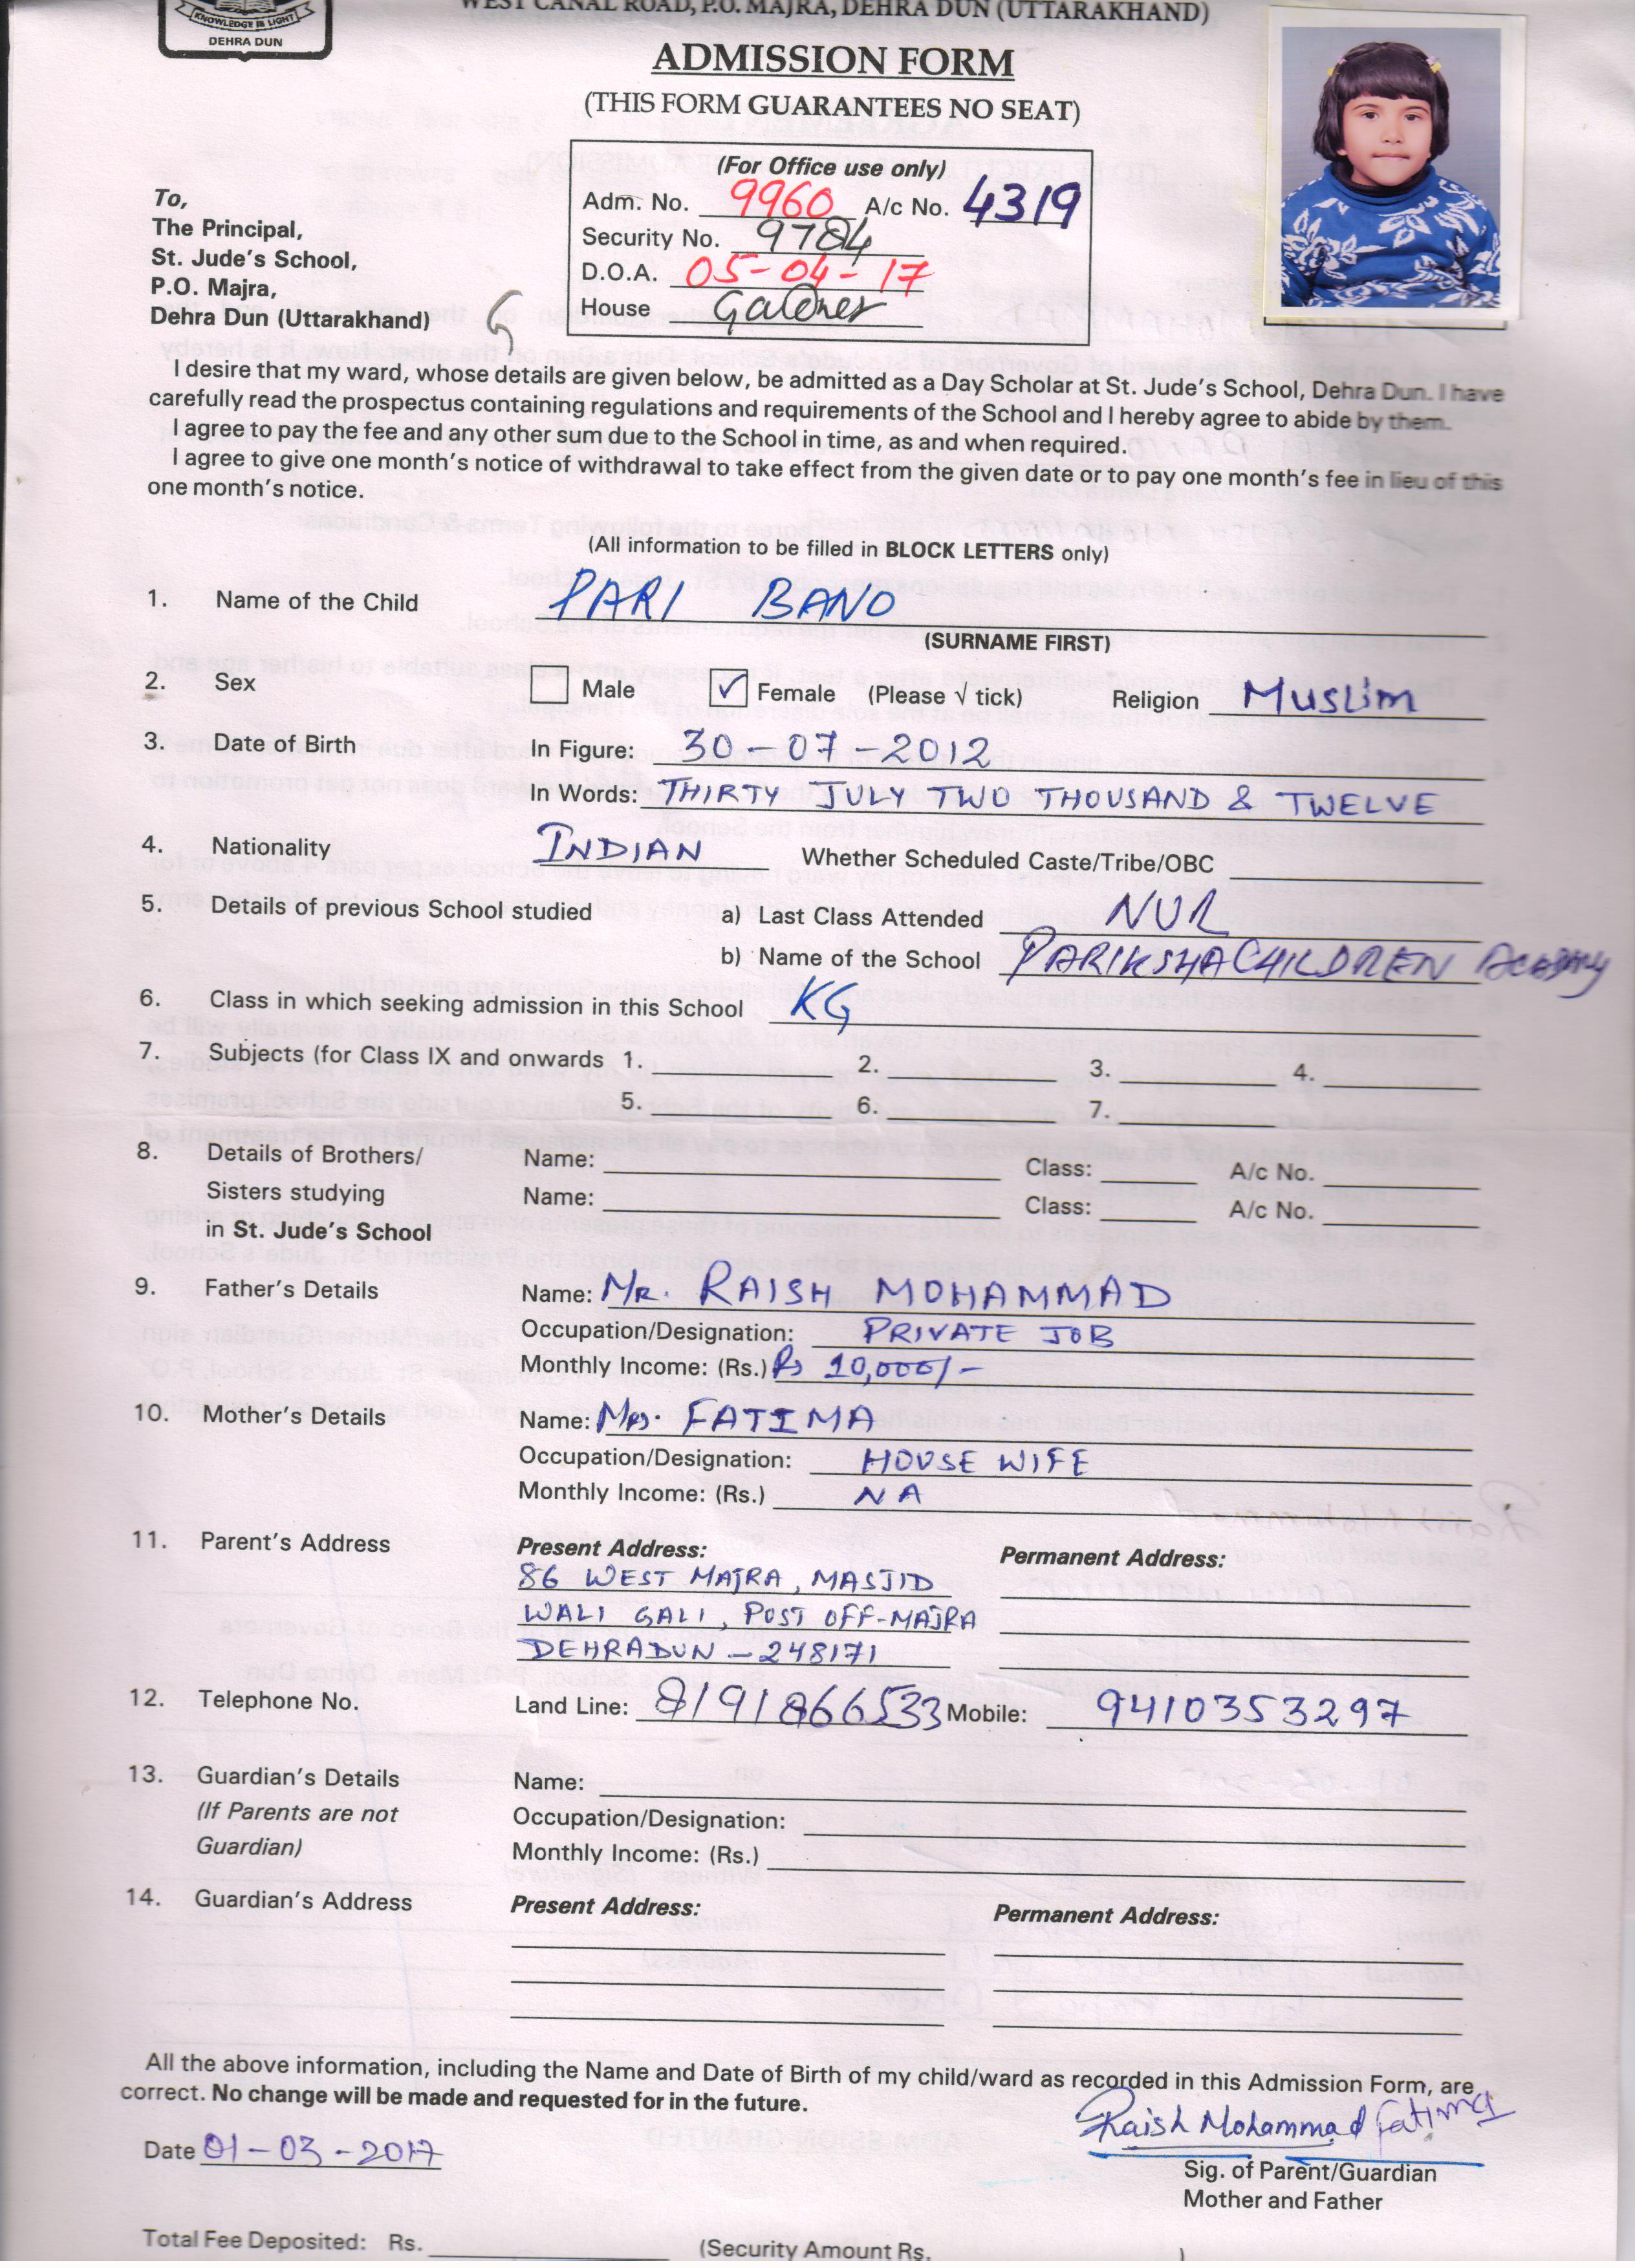 KNOWLEDGE IS LIGHT
DEHRA DUN
WEST CANAL ROAD, P.O. MAJRA, DEHRA DUN (UTTARAKHAND)
ADMISSION FORM
(THIS FORM GUARANTEES NO SEAT)
(For Office use only)
Adm. No. 9960 A/c No. 4319
Security No. 9784
D.O.A. 05-04-17
House Gardner
To,
The Principal,
St. Jude's School,
P.O. Majra,
Dehra Dun (Uttarakhand)
I desire that my ward, whose details are given below, be admitted as a Day Scholar at St. Jude's School, Dehra Dun. I have
carefully read the prospectus containing regulations and requirements of the School and I hereby agree to abide by them.
I agree to pay the fee and any other sum due to the School in time, as and when required.
I agree to give one month's notice of withdrawal to take effect from the given date or to pay one month's fee in lieu of this
one month's notice.
(All information to be filled in BLOCK LETTERS only)
1. Name of the Child PARI BANO
(SURNAME FIRST)
2. Sex Male ✓ Female (Please √ tick) Religion Muslim
3. Date of Birth In Figure: 30-07-2012
In Words: THIRTY JULY TWO THOUSAND & TWELVE
4. Nationality INDIAN Whether Scheduled Caste/Tribe/OBC
5. Details of previous School studied a) Last Class Attended NUR
b) Name of the School PARIKSHA CHILDREN ACADEMY
6. Class in which seeking admission in this School KG
7. Subjects (for Class IX and onwards 1. 2. 3. 4.
5. 6. 7.
8. Details of Brothers/ Name: Class: A/c No.
Sisters studying Name: Class: A/c No.
in St. Jude's School
9. Father's Details Name: MR. RAISH MOHAMMAD
Occupation/Designation: PRIVATE JOB
Monthly Income: (Rs.) Rs 10,000/-
10. Mother's Details Name: Mrs. FATIMA
Occupation/Designation: HOUSE WIFE
Monthly Income: (Rs.) NA
11. Parent's Address Present Address: Permanent Address:
86 WEST MAJRA, MASJID
WALI GALI, POST OFF-MAJRA
DEHRADUN - 248171
12. Telephone No. Land Line: 8191866533 Mobile: 9410353297
13. Guardian's Details Name:
(If Parents are not Occupation/Designation:
Guardian) Monthly Income: (Rs.)
14. Guardian's Address Present Address: Permanent Address:
All the above information, including the Name and Date of Birth of my child/ward as recorded in this Admission Form, are
correct. No change will be made and requested for in the future.
Raish Mohammad Fatima
Date 01-03-2017
Sig. of Parent/Guardian
Mother and Father
Total Fee Deposited: Rs. (Security Amount Rs. )